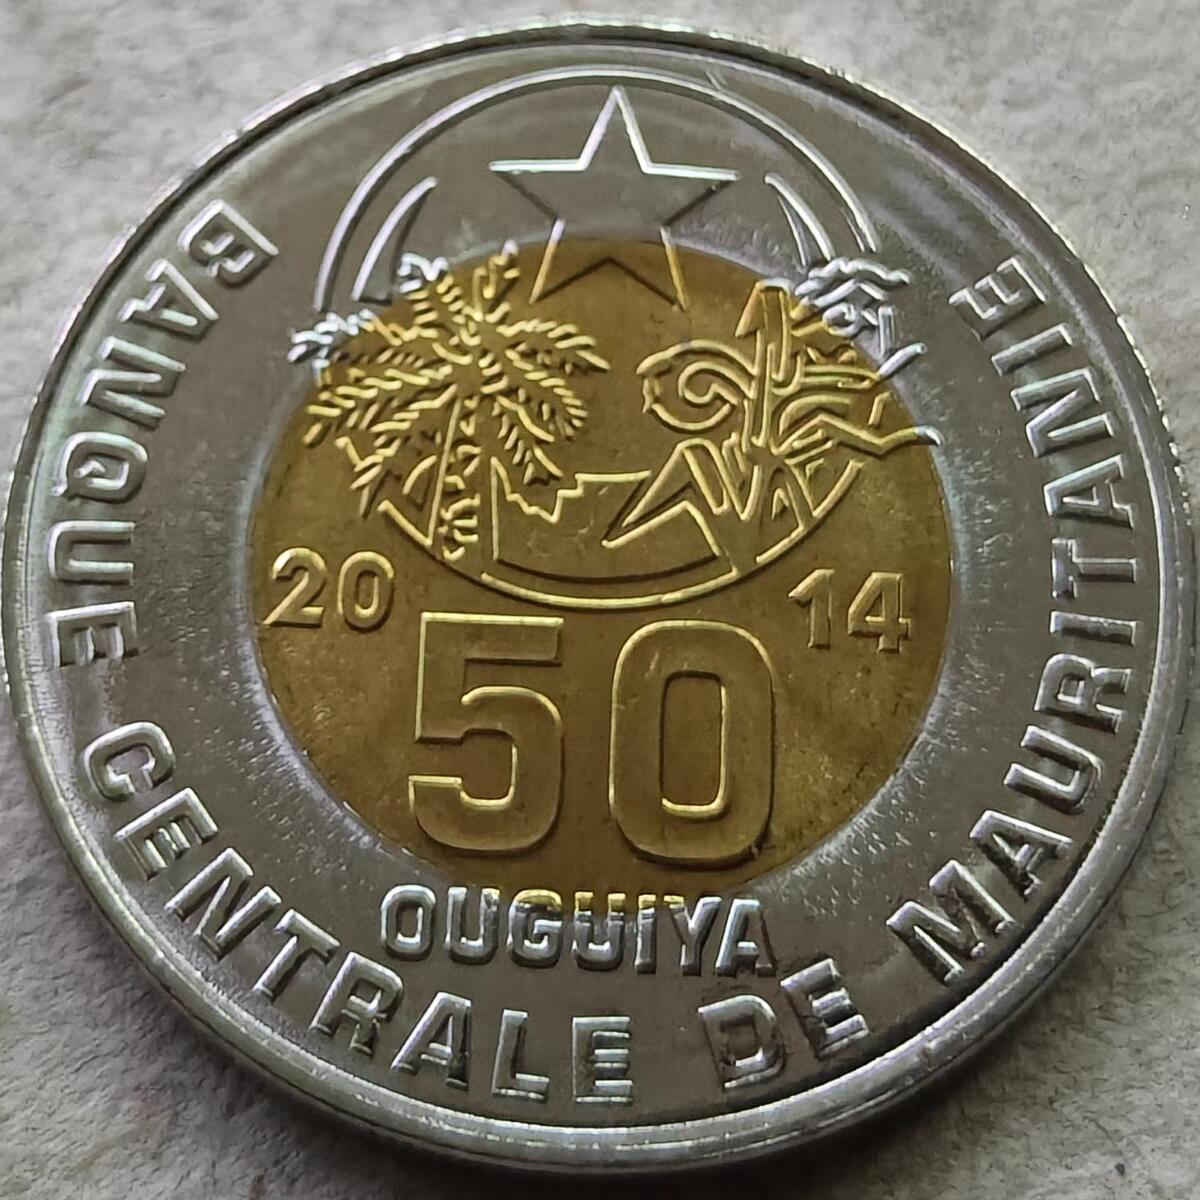 BANQUE CENTRALE DE MAURITANIE
2014
50
OUGUIYA